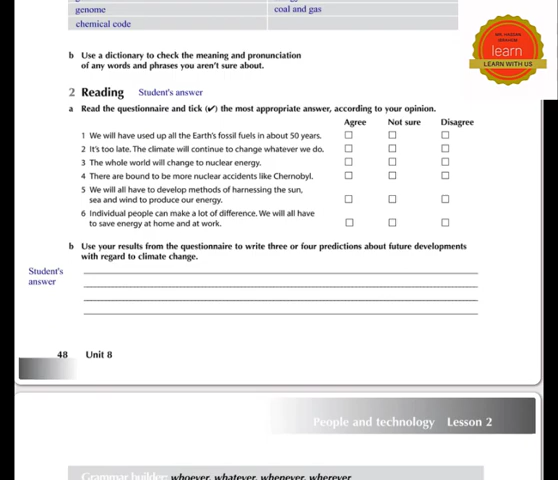 genome
coal and gas
chemical code
MR. HASSAN
IBRAHIM
learn
LEARN WITH US
b Use a dictionary to check the meaning and pronunciation
of any words and phrases you aren't sure about.
2 Reading Student's answer
a Read the questionnaire and tick (✔) the most appropriate answer, according to your opinion.
Agree Not sure Disagree
1 We will have used up all the Earth's fossil fuels in about 50 years.
2 It's too late. The climate will continue to change whatever we do.
3 The whole world will change to nuclear energy.
4 There are bound to be more nuclear accidents like Chernobyl.
5 We will all have to develop methods of harnessing the sun,
sea and wind to produce our energy.
6 Individual people can make a lot of difference. We will all have
to save energy at home and at work.
b Use your results from the questionnaire to write three or four predictions about future developments
with regard to climate change.
Student's
answer
48 Unit 8
People and technology Lesson 2
Grammar builder: whoever, whatever, whenever, wherever